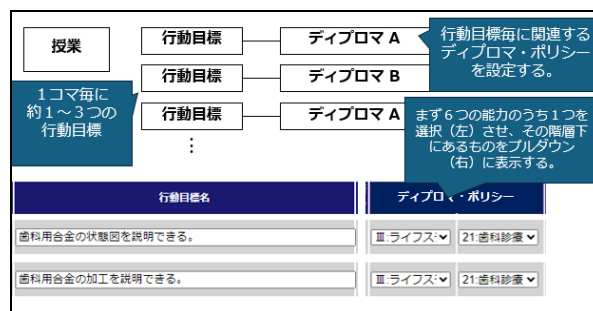 授業
行動目標
ディプロマ A
行動目標毎に関連する
ディプロマ・ポリシー
を設定する。
行動目標
ディプロマ B
1コマ毎に
約1～3つの
行動目標
行動目標
ディプロマ A
まず6つの能力のうち1つを
選択（左）させ、その階層下
にあるものをプルダウン
（右）に表示する。
⋮
行動目標名
ディプロマ・ポリシー
歯科用合金の状態図を説明できる。
Ⅲ:ライフス
21:歯科診療
歯科用合金の加工を説明できる。
Ⅲ:ライフス
21:歯科診療